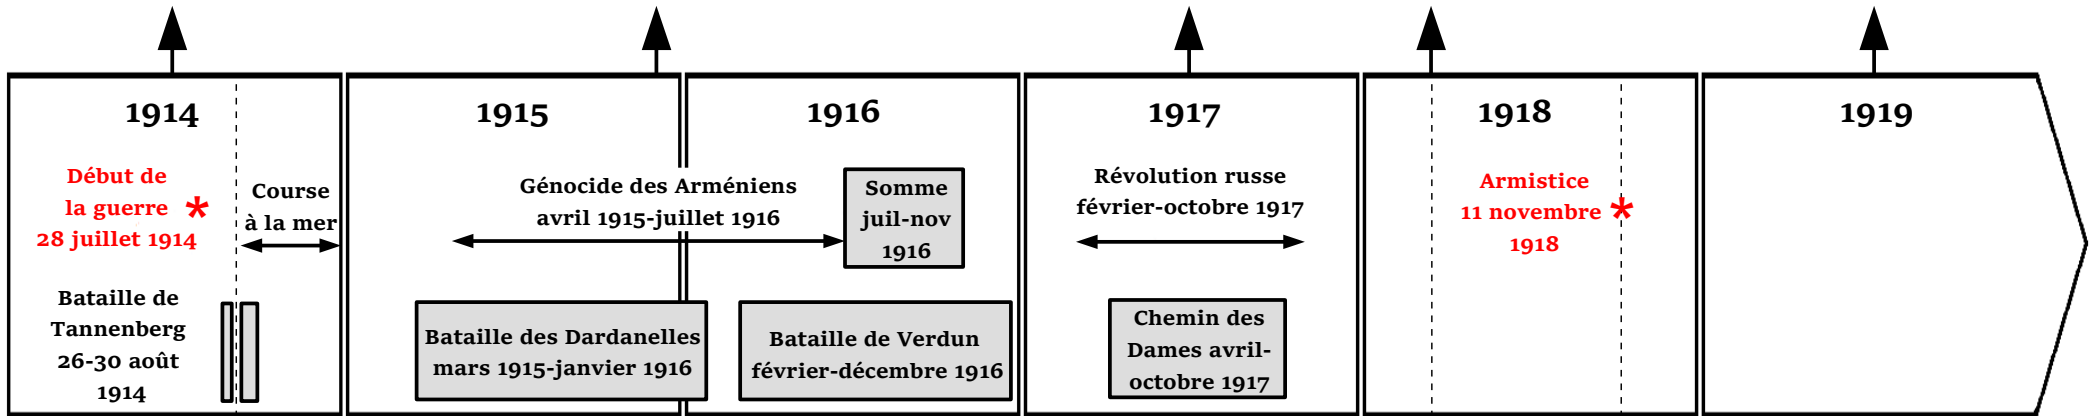 1914
1915
1916
1917
1918
1919
Début de
la guerre *
28 juillet 1914
Course
à la mer
Génocide des Arméniens
avril 1915-juillet 1916
Somme
juil-nov
1916
Révolution russe
février-octobre 1917
Armistice
11 novembre *
1918
Bataille de
Tannenberg
26-30 août
1914
Bataille des Dardanelles
mars 1915-janvier 1916
Bataille de Verdun
février-décembre 1916
Chemin des
Dames avril-
octobre 1917